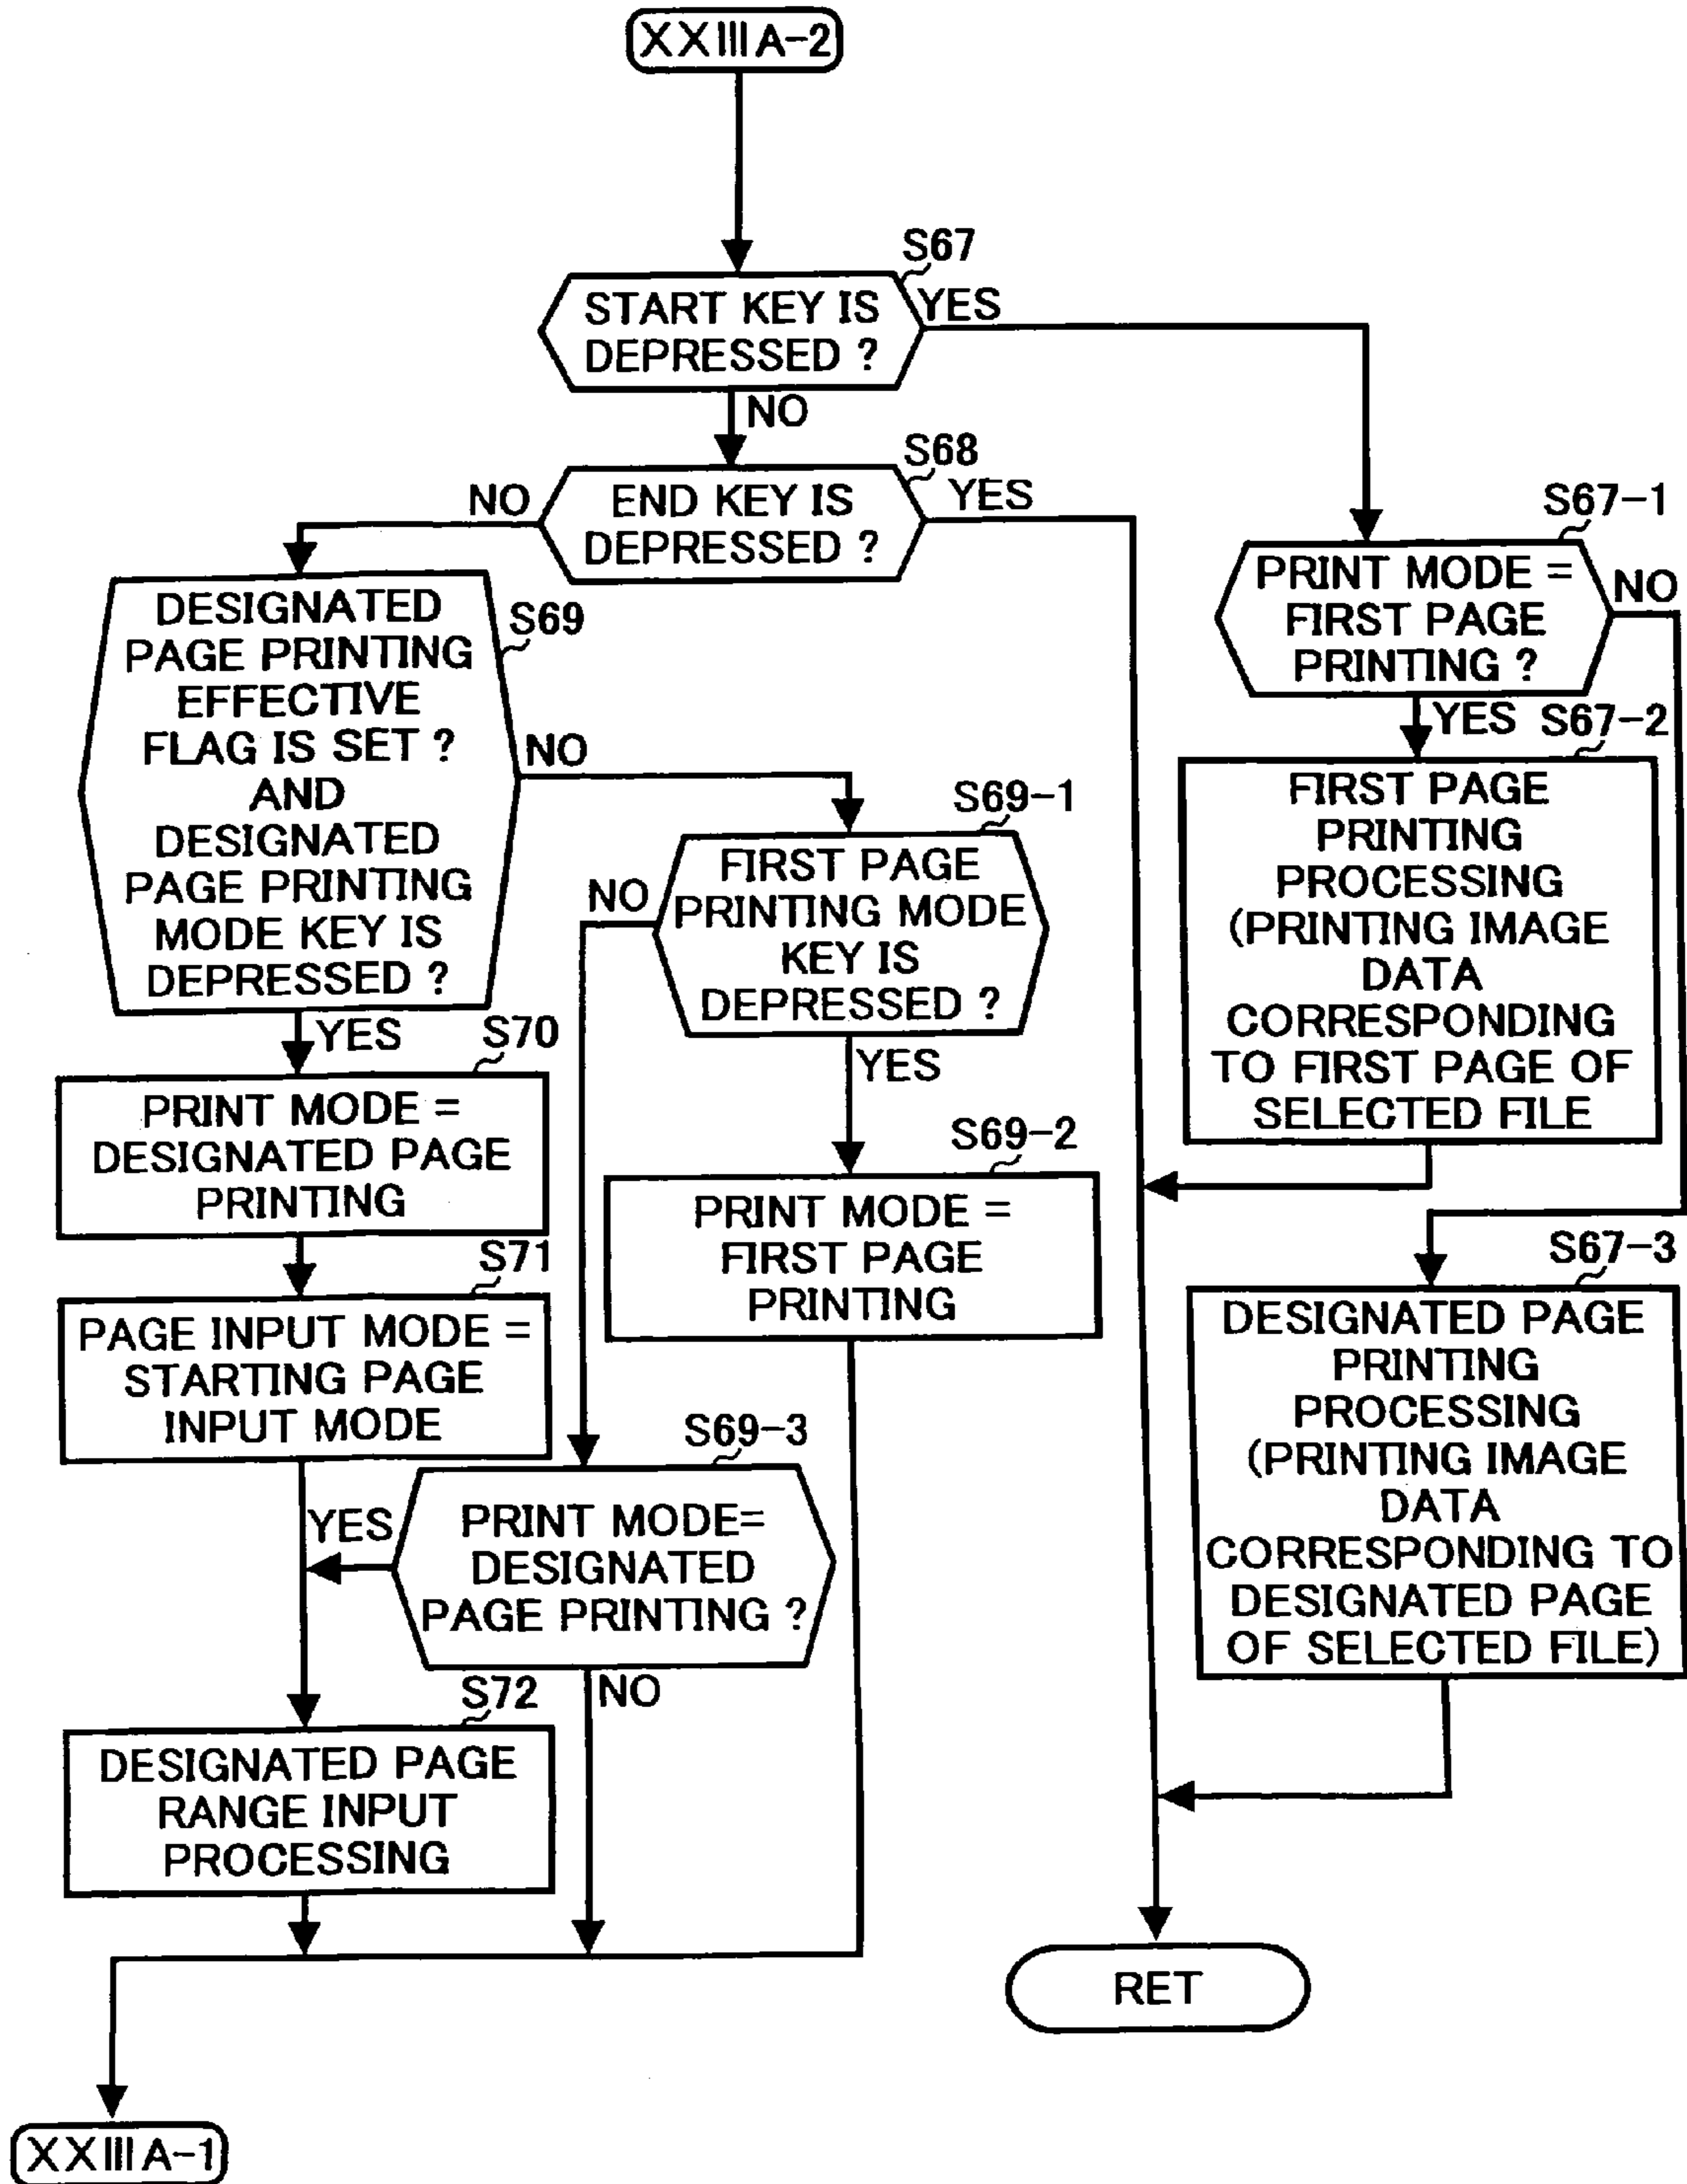 XXIIIA-2
S67
START KEY IS
DEPRESSED ?
YES
NO
S68
END KEY IS
DEPRESSED ?
NO
YES
S67-1
PRINT MODE =
FIRST PAGE
PRINTING ?
NO
YES
S67-2
FIRST PAGE
PRINTING
PROCESSING
(PRINTING IMAGE
DATA
CORRESPONDING
TO FIRST PAGE OF
SELECTED FILE
S67-3
DESIGNATED PAGE
PRINTING
PROCESSING
(PRINTING IMAGE
DATA
CORRESPONDING TO
DESIGNATED PAGE
OF SELECTED FILE)
S69
DESIGNATED
PAGE PRINTING
EFFECTIVE
FLAG IS SET ?
AND
DESIGNATED
PAGE PRINTING
MODE KEY IS
DEPRESSED ?
NO
YES
S69-1
FIRST PAGE
PRINTING MODE
KEY IS
DEPRESSED ?
NO
YES
S70
PRINT MODE =
DESIGNATED PAGE
PRINTING
S69-2
PRINT MODE =
FIRST PAGE
PRINTING
S71
PAGE INPUT MODE =
STARTING PAGE
INPUT MODE
S69-3
PRINT MODE=
DESIGNATED
PAGE PRINTING ?
YES
NO
S72
DESIGNATED PAGE
RANGE INPUT
PROCESSING
RET
XXIIIA-1